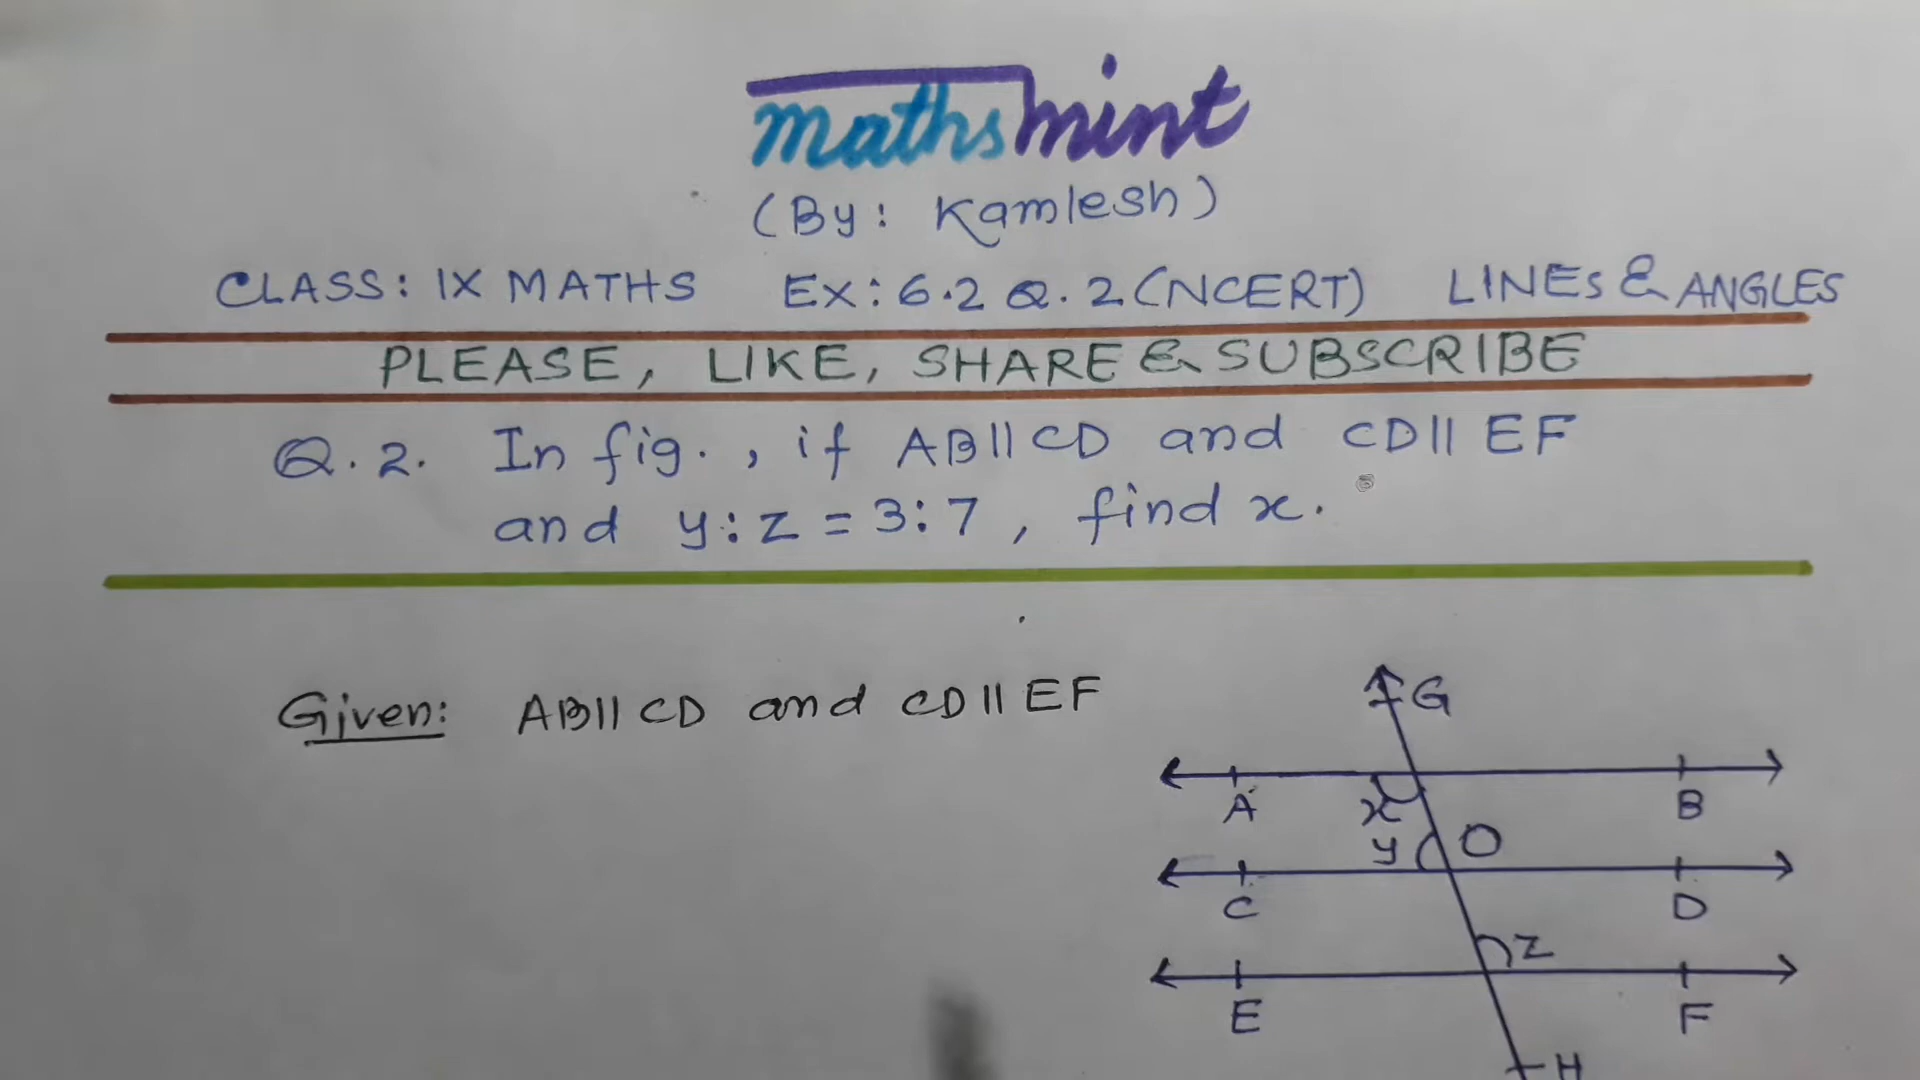 mathsmint
(By: Kamlesh)
CLASS: IX MATHS EX: 6.2 Q.2 (NCERT) LINES & ANGLES
PLEASE, LIKE, SHARE & SUBSCRIBE
Q.2. In fig., if AB || CD and CD || EF
and y:z = 3:7, find x.
Given: AB || CD and CD || EF
G
A x B
y O
C D
z
E F
H